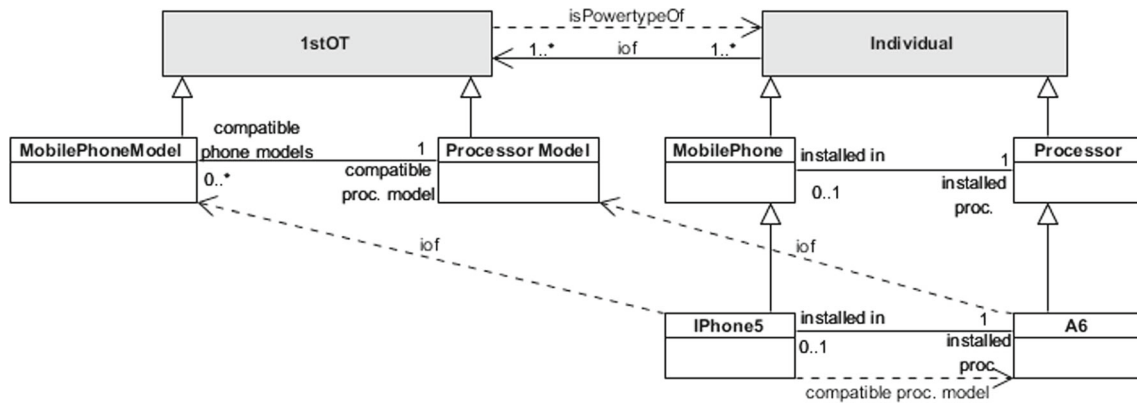 isPowertypeOf
1stOT
1..*
iof
1..*
Individual
MobilePhoneModel
compatible
phone models
0..*
1
compatible
proc. model
Processor Model
MobilePhone
installed in
0..1
1
installed
proc.
Processor
iof
iof
IPhone5
installed in
0..1
1
installed
proc.
A6
compatible proc. model